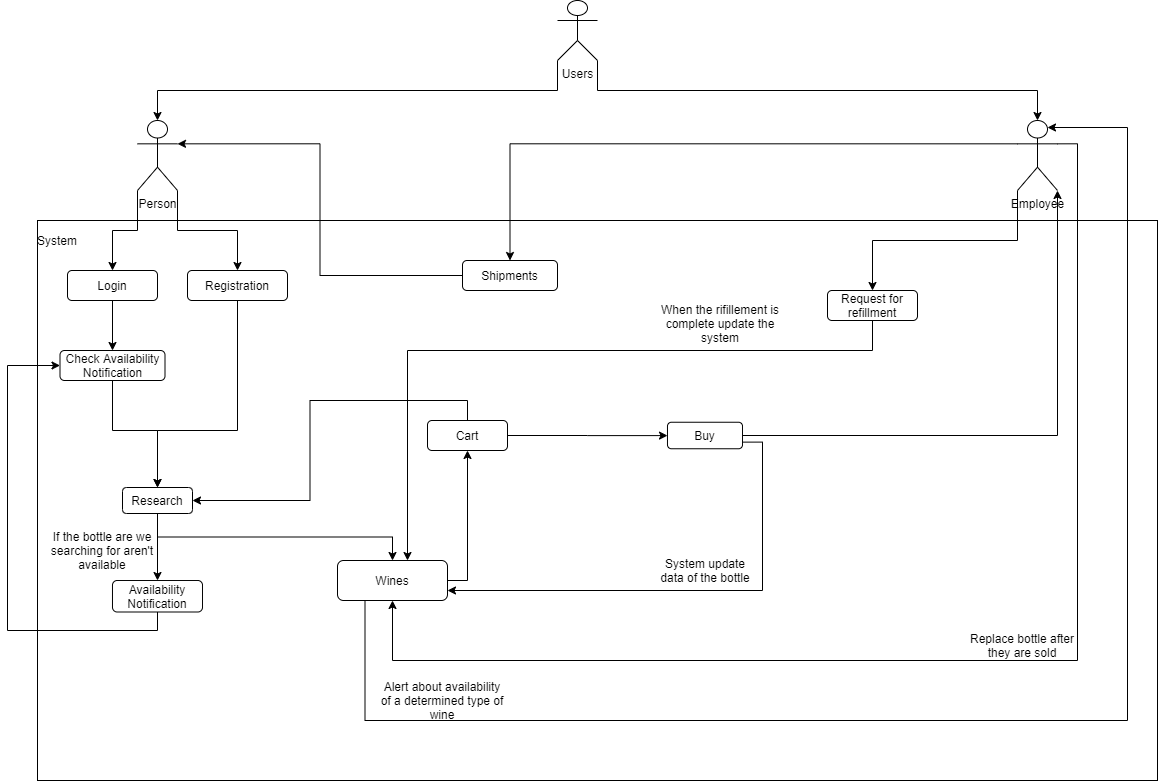 Users
Person
Employee
System
Login
Registration
Shipments
Request for
refillment
When the rifillement is
complete update the
system
Check Availability
Notification
Cart
Buy
Research
If the bottle are we
searching for aren't
available
Wines
System update
data of the bottle
Availability
Notification
Replace bottle after
they are sold
Alert about availability
of a determined type of
wine